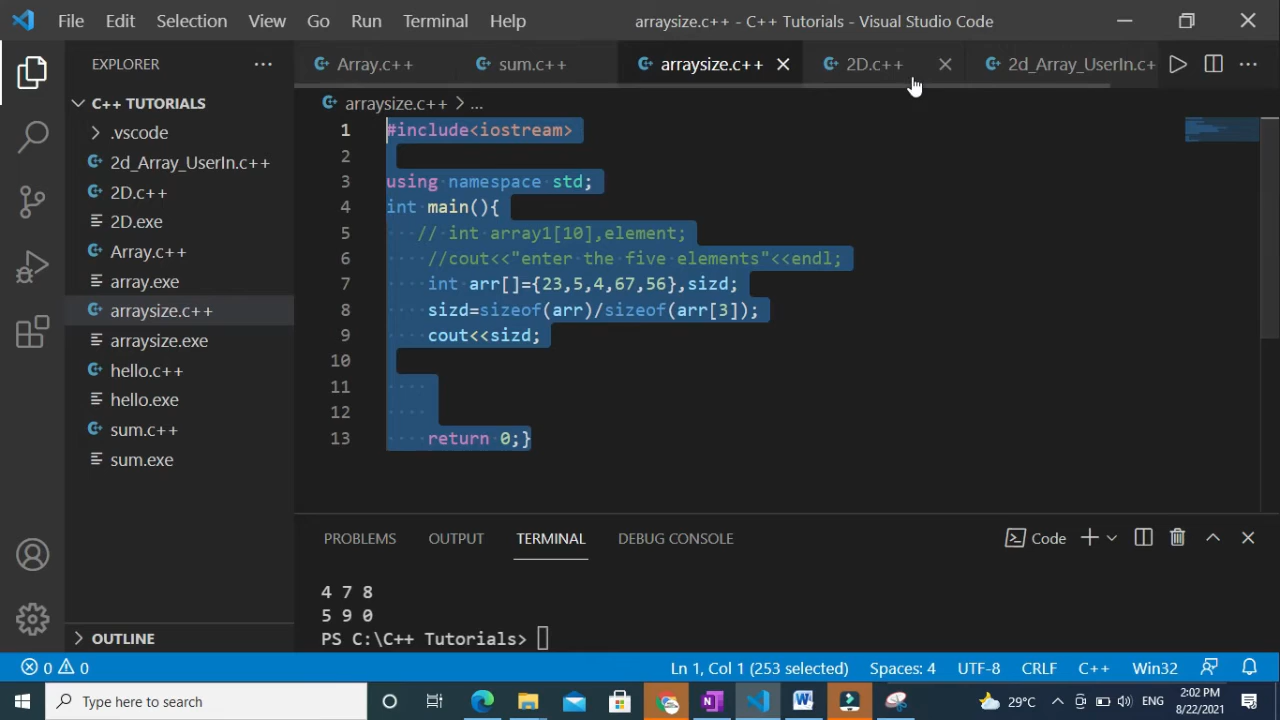 File Edit Selection View Go Run Terminal Help arraysize.c++ - C++ Tutorials - Visual Studio Code
EXPLORER
Array.c++ sum.c++ arraysize.c++ 2D.c++ 2d_Array_UserIn.c+
C++ TUTORIALS
.vscode
2d_Array_UserIn.c++
2D.c++
2D.exe
Array.c++
array.exe
arraysize.c++
arraysize.exe
hello.c++
hello.exe
sum.c++
sum.exe
OUTLINE
arraysize.c++ > ...
1 #include<iostream>
2
3 using namespace std;
4 int main(){
5 // int array1[10],element;
6 //cout<<"enter the five elements"<<endl;
7 int arr[]={23,5,4,67,56},sizd;
8 sizd=sizeof(arr)/sizeof(arr[3]);
9 cout<<sizd;
10
11
12
13 return 0;}
PROBLEMS OUTPUT TERMINAL DEBUG CONSOLE Code
4 7 8
5 9 0
PS C:\C++ Tutorials>
0 0 Ln 1, Col 1 (253 selected) Spaces: 4 UTF-8 CRLF C++ Win32
Type here to search 29°C ENG 2:02 PM
8/22/2021